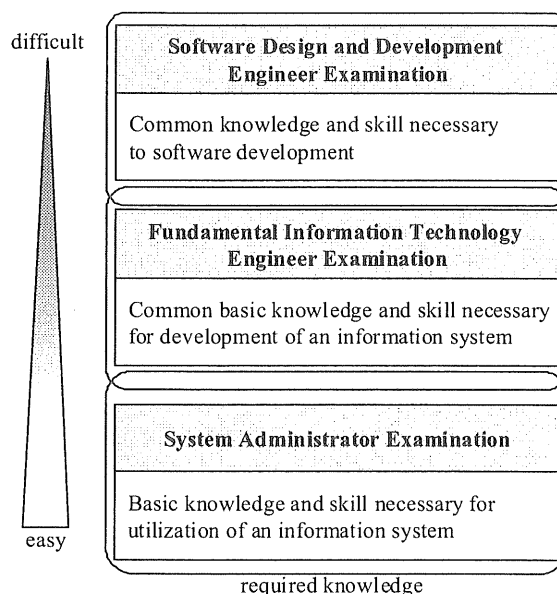 difficult
Software Design and Development
Engineer Examination
Common knowledge and skill necessary
to software development
Fundamental Information Technology
Engineer Examination
Common basic knowledge and skill necessary
for development of an information system
System Administrator Examination
Basic knowledge and skill necessary for
utilization of an information system
easy
required knowledge